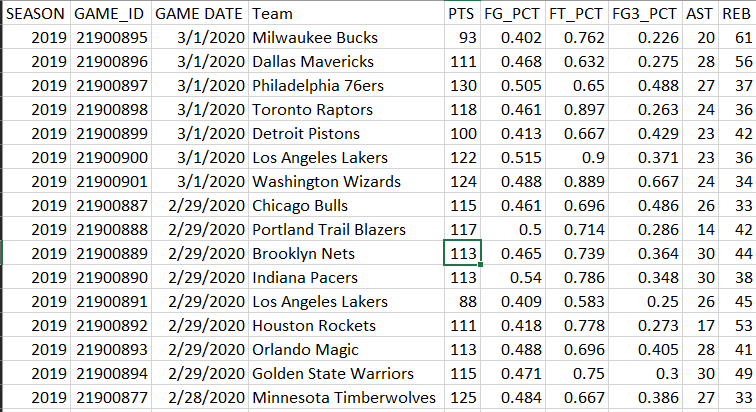 SEASON GAME_ID GAME DATE Team PTS FG_PCT FT_PCT FG3_PCT AST REB
2019 21900895 3/1/2020 Milwaukee Bucks 93 0.402 0.762 0.226 20 61
2019 21900896 3/1/2020 Dallas Mavericks 111 0.468 0.632 0.275 28 56
2019 21900897 3/1/2020 Philadelphia 76ers 130 0.505 0.65 0.488 27 37
2019 21900898 3/1/2020 Toronto Raptors 118 0.461 0.897 0.263 24 36
2019 21900899 3/1/2020 Detroit Pistons 100 0.413 0.667 0.429 23 42
2019 21900900 3/1/2020 Los Angeles Lakers 122 0.515 0.9 0.371 23 36
2019 21900901 3/1/2020 Washington Wizards 124 0.488 0.889 0.667 24 34
2019 21900887 2/29/2020 Chicago Bulls 115 0.461 0.696 0.486 26 33
2019 21900888 2/29/2020 Portland Trail Blazers 117 0.5 0.714 0.286 14 42
2019 21900889 2/29/2020 Brooklyn Nets 113 0.465 0.739 0.364 30 44
2019 21900890 2/29/2020 Indiana Pacers 113 0.54 0.786 0.348 30 38
2019 21900891 2/29/2020 Los Angeles Lakers 88 0.409 0.583 0.25 26 45
2019 21900892 2/29/2020 Houston Rockets 111 0.418 0.778 0.273 17 53
2019 21900893 2/29/2020 Orlando Magic 113 0.488 0.696 0.405 28 41
2019 21900894 2/29/2020 Golden State Warriors 115 0.471 0.75 0.3 30 49
2019 21900877 2/28/2020 Minnesota Timberwolves 125 0.484 0.667 0.386 27 33